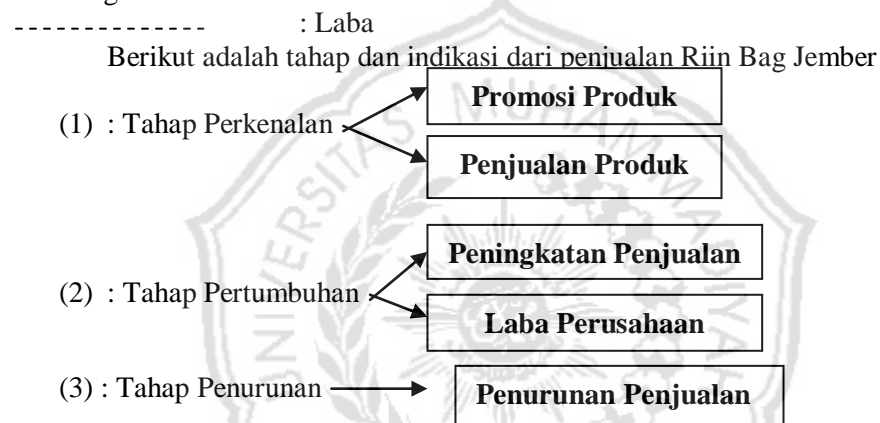 --------------- : Laba
Berikut adalah tahap dan indikasi dari penjualan Riin Bag Jember
Promosi Produk
(1) : Tahap Perkenalan
Penjualan Produk
Peningkatan Penjualan
(2) : Tahap Pertumbuhan
Laba Perusahaan
(3) : Tahap Penurunan
Penurunan Penjualan